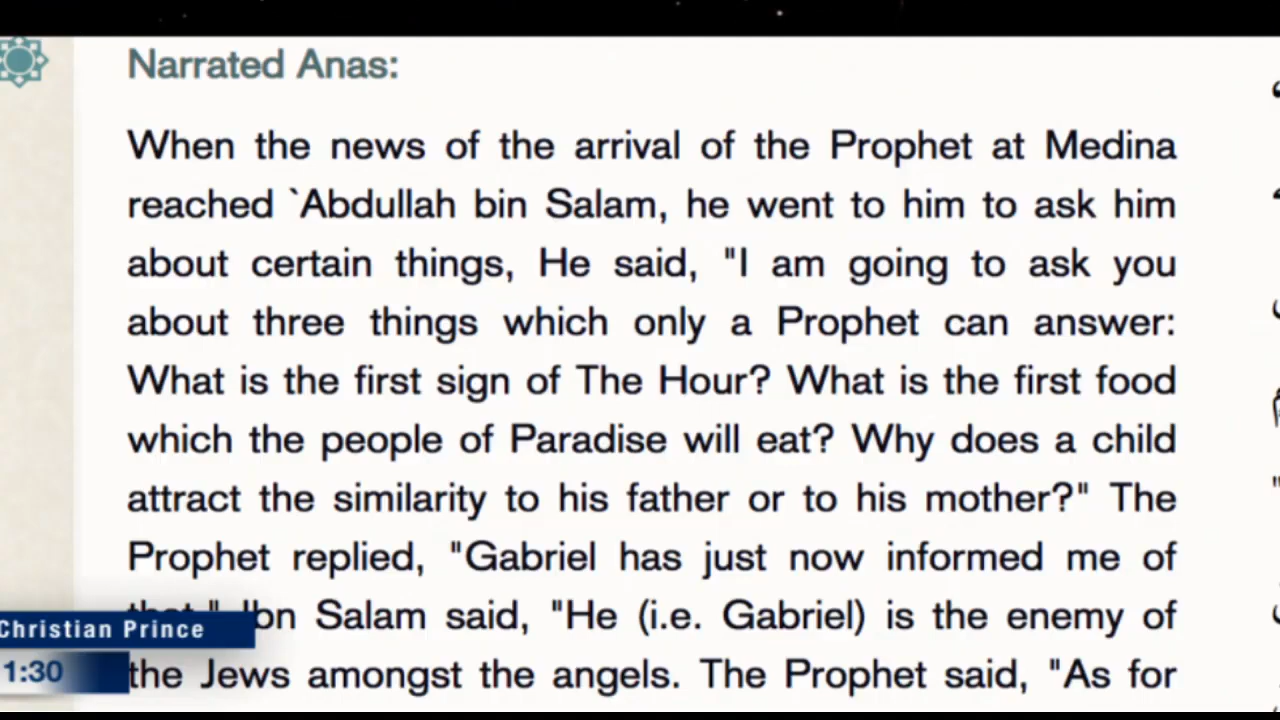 Narrated Anas:
When the news of the arrival of the Prophet at Medina
reached `Abdullah bin Salam, he went to him to ask him
about certain things, He said, "I am going to ask you
about three things which only a Prophet can answer:
What is the first sign of The Hour? What is the first food
which the people of Paradise will eat? Why does a child
attract the similarity to his father or to his mother?" The
Prophet replied, "Gabriel has just now informed me of
that." Ibn Salam said, "He (i.e. Gabriel) is the enemy of
the Jews amongst the angels. The Prophet said, "As for
Christian Prince
1:30